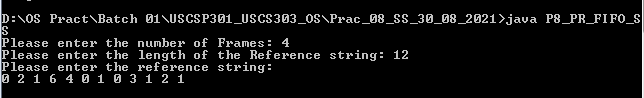 D:\OS Pract\Batch 01\USCSP301_USCS303_OS\Prac_08_SS_30_08_2021>java P8_PR_FIFO_S
S
Please enter the number of Frames: 4
Please enter the length of the Reference string: 12
Please enter the reference string:
0 2 1 6 4 0 1 0 3 1 2 1